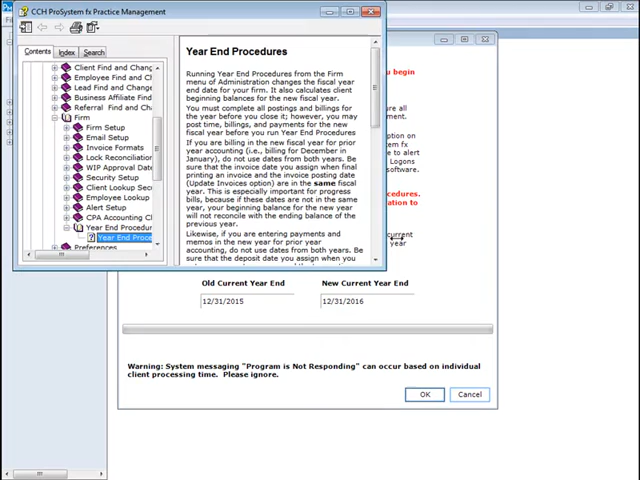 CCH ProSystem fx Practice Management
Contents
Index
Search
Client Find and Chang
Employee Find and C
Lead Find and Chang
Business Affiliate Find
Referral Find and Ch
Firm
Firm Setup
Email Setup
Invoice Formats
Lock Reconciliation
WIP Approval Date
Security Setup
Client Lookup Sec
Employee Lookup
Alert Setup
CPA Accounting C
Year End Procedur
Year End Proce
Preferences
Year End Procedures
Running Year End Procedures from the Firm
menu of Administration changes the fiscal year
end date for your firm. It also calculates client
beginning balances for the new fiscal year.
You must complete all postings and billings for
the year before you close it; however, you may
post time, billings, and payments for the new
fiscal year before you run Year End Procedures
If you are billing in the new fiscal year for prior
year accounting (i.e., billing for December in
January), do not use dates from both years. Be
sure that the invoice date you assign when final
printing an invoice and the invoice posting date
(Update Invoices option) are in the same fiscal
year. This is especially important for progress
bills, because if these dates are not in the same
year, your beginning balance for the new year
will not reconcile with the ending balance of the
previous year.
Likewise, if you are entering payments and
memos in the new year for prior year
accounting, do not use dates from both years. Be
sure that the deposit date you assign when you
u begin
re all
ption on
tem fx
e to alert
Logons
software.
cedures.
ation to
current
year
Old Current Year End
New Current Year End
12/31/2015
12/31/2016
Warning: System messaging "Program is Not Responding" can occur based on individual
client processing time. Please ignore.
OK
Cancel